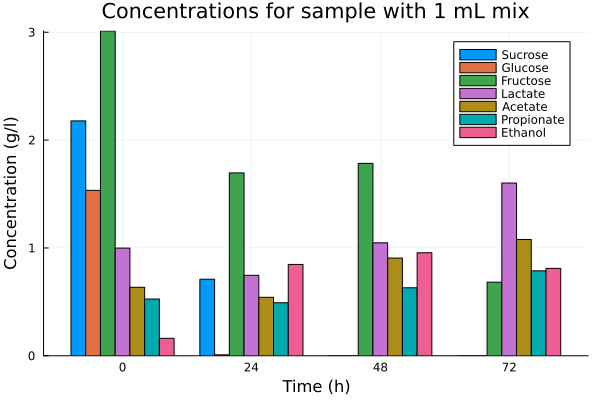 Concentrations for sample with 1 mL mix
3
2
1
0
Concentration (g/l)
Sucrose
Glucose
Fructose
Lactate
Acetate
Propionate
Ethanol
0 24 48 72
Time (h)